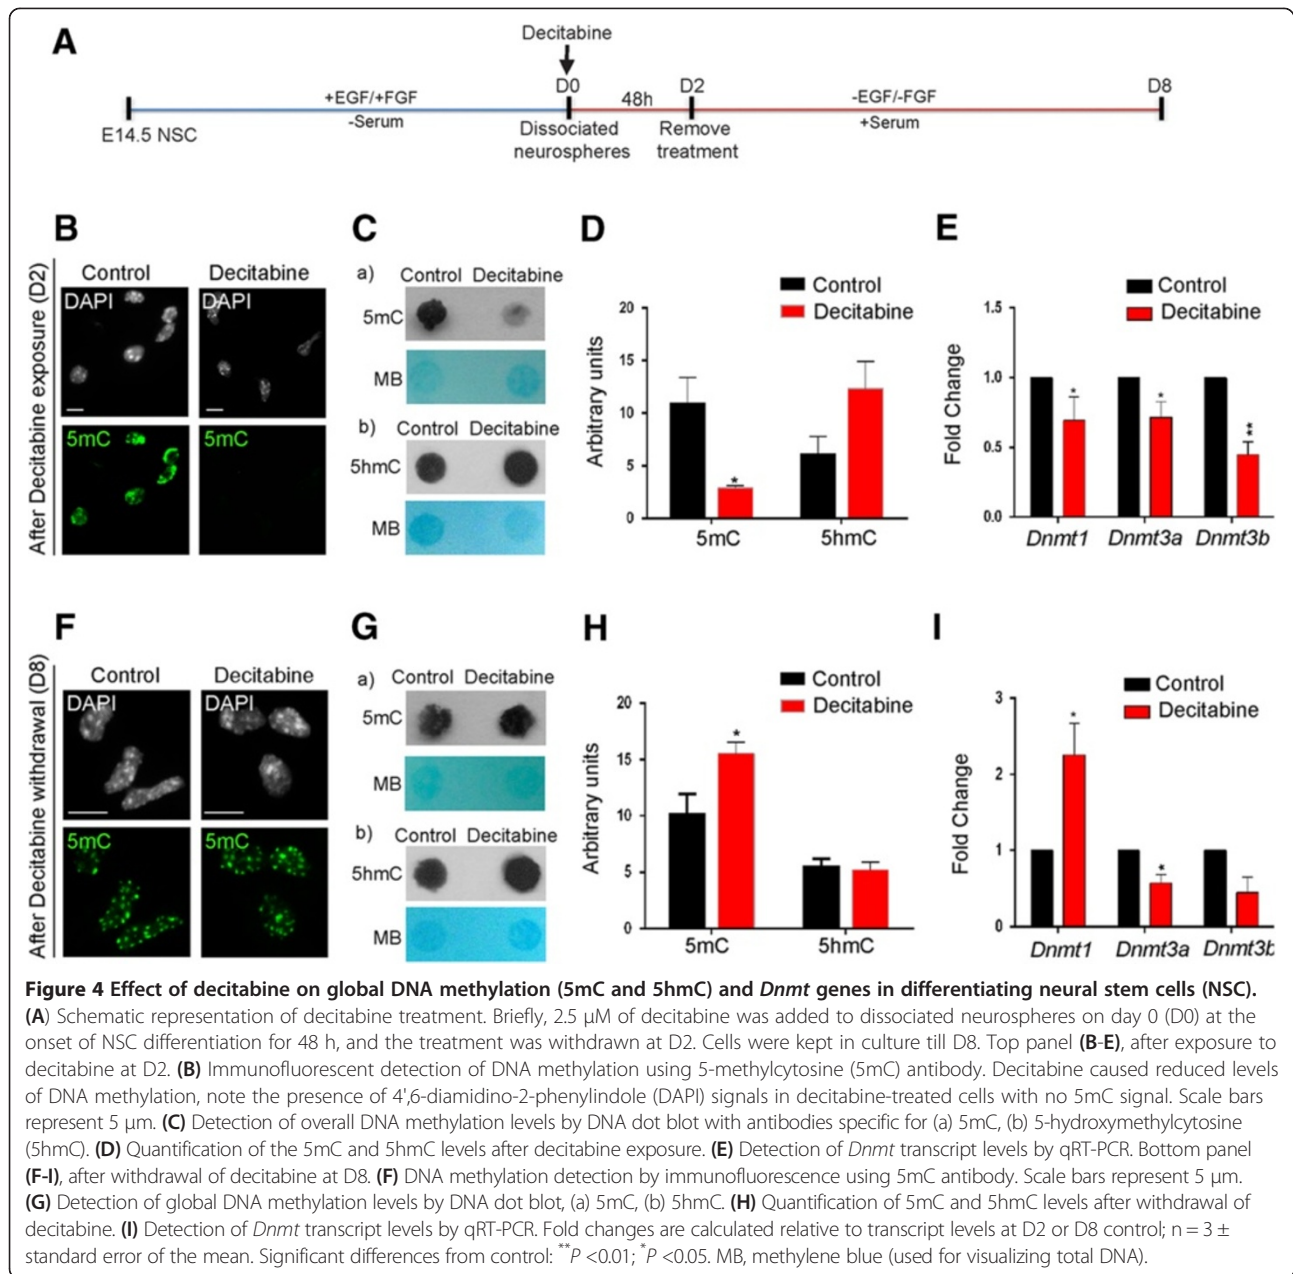 A
Decitabine
D0
D2
D8
+EGF/+FGF
48h
-EGF/-FGF
-Serum
+Serum
E14.5 NSC
Dissociated
neurospheres
Remove
treatment
B
After Decitabine exposure (D2)
Control
Decitabine
DAPI
DAPI
5mC
5mC
C
a)
Control
Decitabine
5mC
MB
b)
Control
Decitabine
5hmC
MB
D
Control
Decitabine
Arbitrary units
20
15
10
5
0
*
5mC
5hmC
E
Control
Decitabine
Fold Change
1.5
1.0
0.5
0.0
*
*
**
Dnmt1
Dnmt3a
Dnmt3b
F
After Decitabine withdrawal (D8)
Control
Decitabine
DAPI
DAPI
5mC
5mC
G
a)
Control
Decitabine
5mC
MB
b)
Control
Decitabine
5hmC
MB
H
Control
Decitabine
Arbitrary units
20
15
10
5
0
*
5mC
5hmC
I
Control
Decitabine
Fold Change
3
2
1
0
*
*
Dnmt1
Dnmt3a
Dnmt3b
Figure 4 Effect of decitabine on global DNA methylation (5mC and 5hmC) and Dnmt genes in differentiating neural stem cells (NSC).
(A) Schematic representation of decitabine treatment. Briefly, 2.5 μM of decitabine was added to dissociated neurospheres on day 0 (D0) at the
onset of NSC differentiation for 48 h, and the treatment was withdrawn at D2. Cells were kept in culture till D8. Top panel (B-E), after exposure to
decitabine at D2. (B) Immunofluorescent detection of DNA methylation using 5-methylcytosine (5mC) antibody. Decitabine caused reduced levels
of DNA methylation, note the presence of 4',6-diamidino-2-phenylindole (DAPI) signals in decitabine-treated cells with no 5mC signal. Scale bars
represent 5 μm. (C) Detection of overall DNA methylation levels by DNA dot blot with antibodies specific for (a) 5mC, (b) 5-hydroxymethylcytosine
(5hmC). (D) Quantification of the 5mC and 5hmC levels after decitabine exposure. (E) Detection of Dnmt transcript levels by qRT-PCR. Bottom panel
(F-I), after withdrawal of decitabine at D8. (F) DNA methylation detection by immunofluorescence using 5mC antibody. Scale bars represent 5 μm.
(G) Detection of global DNA methylation levels by DNA dot blot, (a) 5mC, (b) 5hmC. (H) Quantification of 5mC and 5hmC levels after withdrawal of
decitabine. (I) Detection of Dnmt transcript levels by qRT-PCR. Fold changes are calculated relative to transcript levels at D2 or D8 control; n = 3 ±
standard error of the mean. Significant differences from control: **P <0.01; *P <0.05. MB, methylene blue (used for visualizing total DNA).